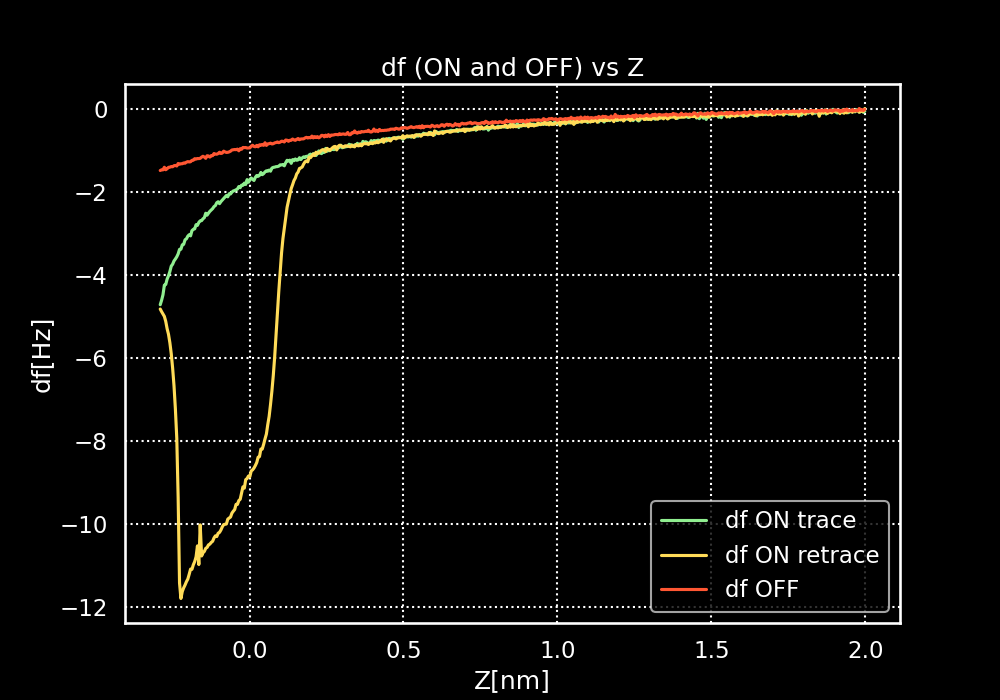 df (ON and OFF) vs Z
df[Hz]
0
−2
−4
−6
−8
−10
−12
0.0 0.5 1.0 1.5 2.0
Z[nm]
df ON trace
df ON retrace
df OFF